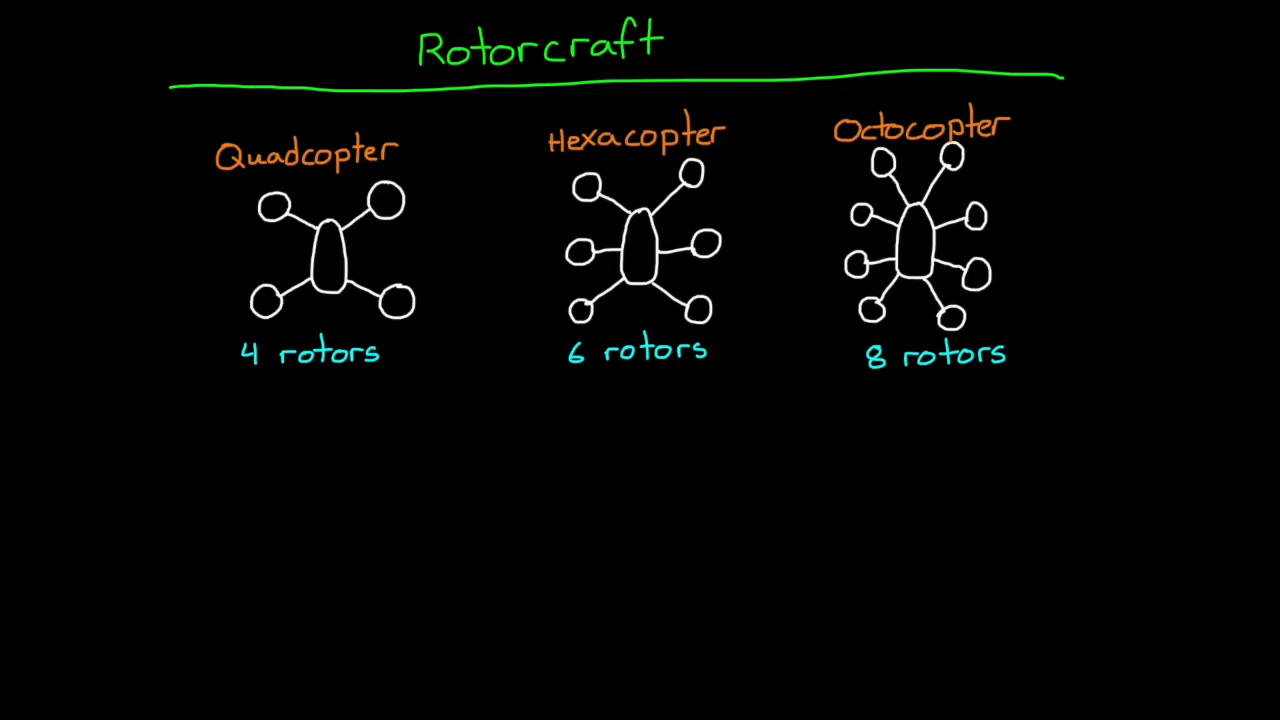 Rotorcraft
Quadcopter
Hexacopter
Octocopter
4 rotors
6 rotors
8 rotors